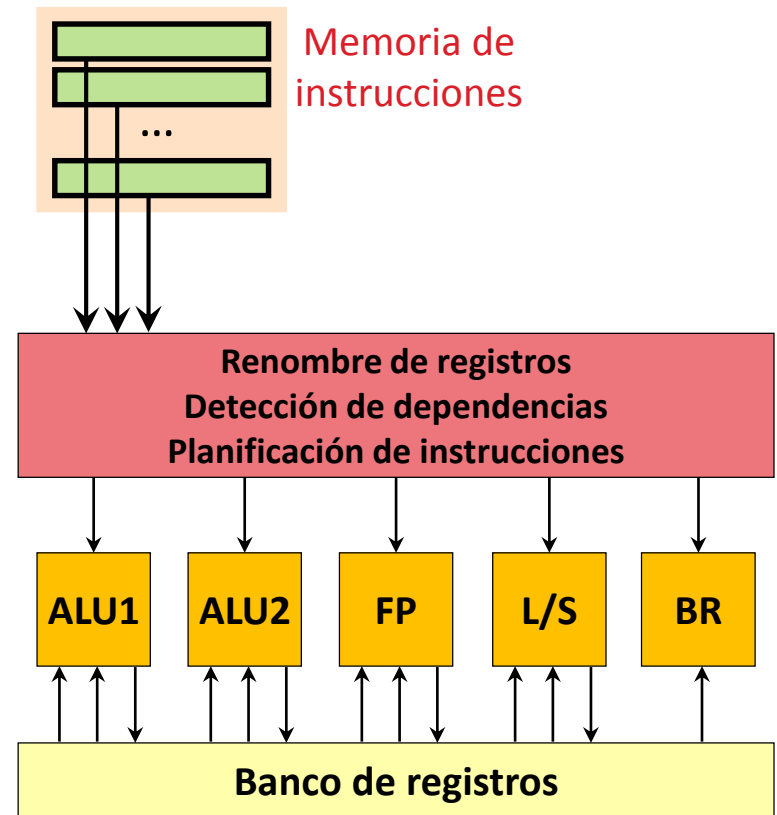 Memoria de
instrucciones
...
Renombre de registros
Detección de dependencias
Planificación de instrucciones
ALU1
ALU2
FP
L/S
BR
Banco de registros